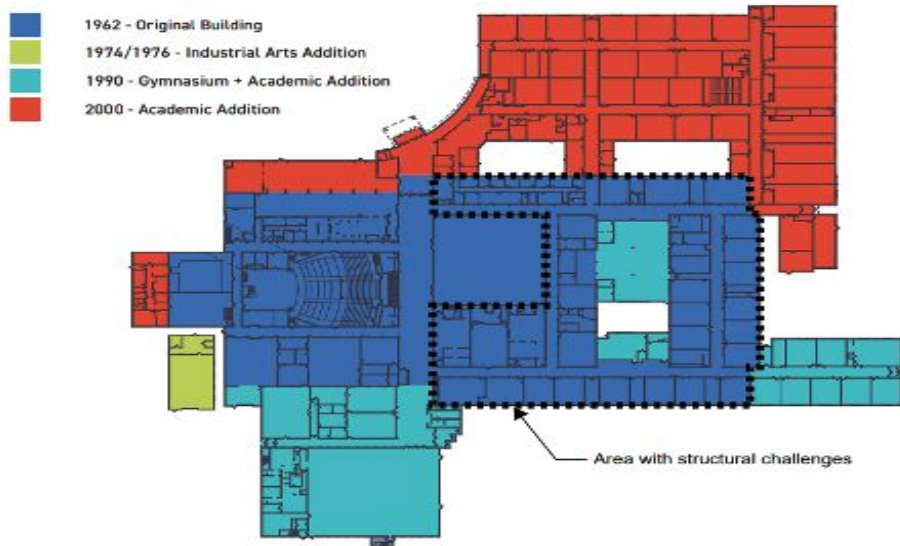 1962 - Original Building
1974/1976 - Industrial Arts Addition
1990 - Gymnasium + Academic Addition
2000 - Academic Addition
Area with structural challenges